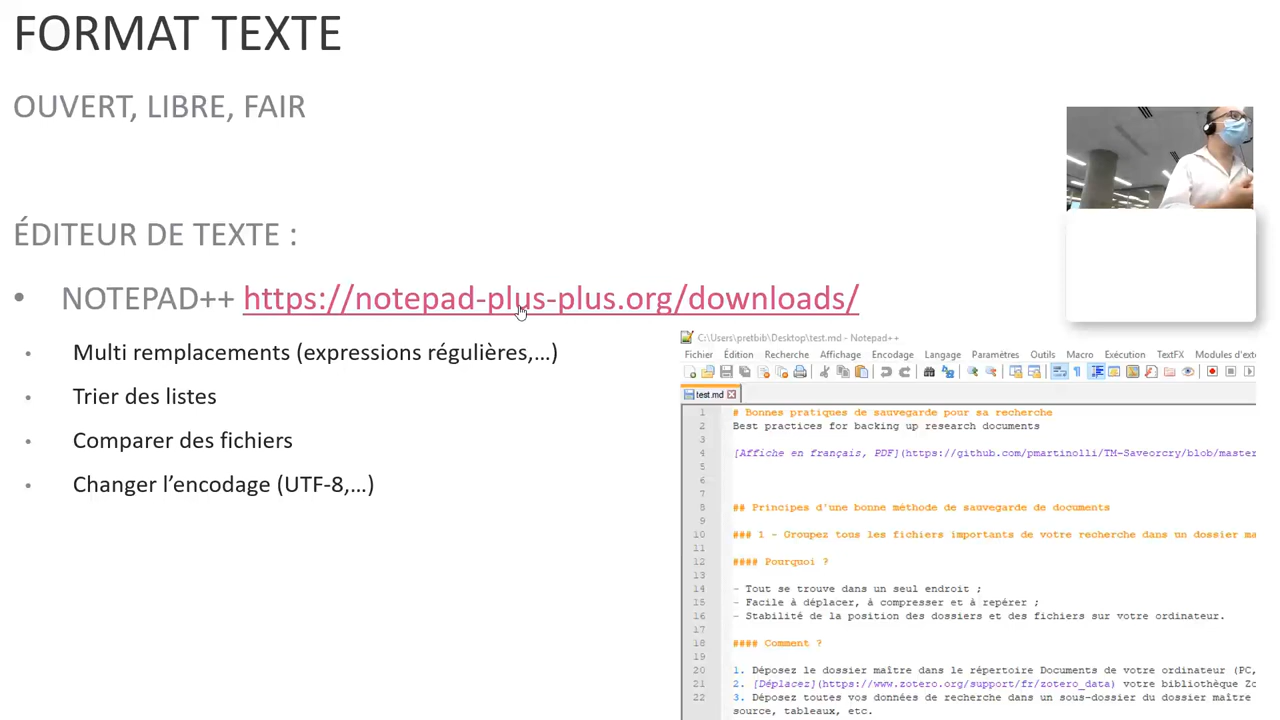 FORMAT TEXTE
OUVERT, LIBRE, FAIR
ÉDITEUR DE TEXTE :
• NOTEPAD++ https://notepad-plus-plus.org/downloads/
• Multi remplacements (expressions régulières,…)
• Trier des listes
• Comparer des fichiers
• Changer l’encodage (UTF-8,…)
C:\Users\pretbib\Desktop\test.md - Notepad++
Fichier Édition Recherche Affichage Encodage Langage Paramètres Outils Macro Exécution TextFX Modules d'exte
test.md
1 # Bonnes pratiques de sauvegarde pour sa recherche
2 Best practices for backing up research documents
3
4 [Affiche en français, PDF](https://github.com/pmartinolli/TM-Saveorcry/blob/master
5
6
7
8 ## Principes d'une bonne méthode de sauvegarde de documents
9
10 ### 1 - Groupez tous les fichiers importants de votre recherche dans un dossier ma
11
12 #### Pourquoi ?
13
14 - Tout se trouve dans un seul endroit ;
15 - Facile à déplacer, à compresser et à repérer ;
16 - Stabilité de la position des dossiers et des fichiers sur votre ordinateur.
17
18 #### Comment ?
19
20 1. Déposez le dossier maître dans le répertoire Documents de votre ordinateur (PC,
21 2. [Déplacez](https://www.zotero.org/support/fr/zotero_data) votre bibliothèque Zo
22 3. Déposez toutes vos données de recherche dans un sous-dossier du dossier maître
source, tableaux, etc.